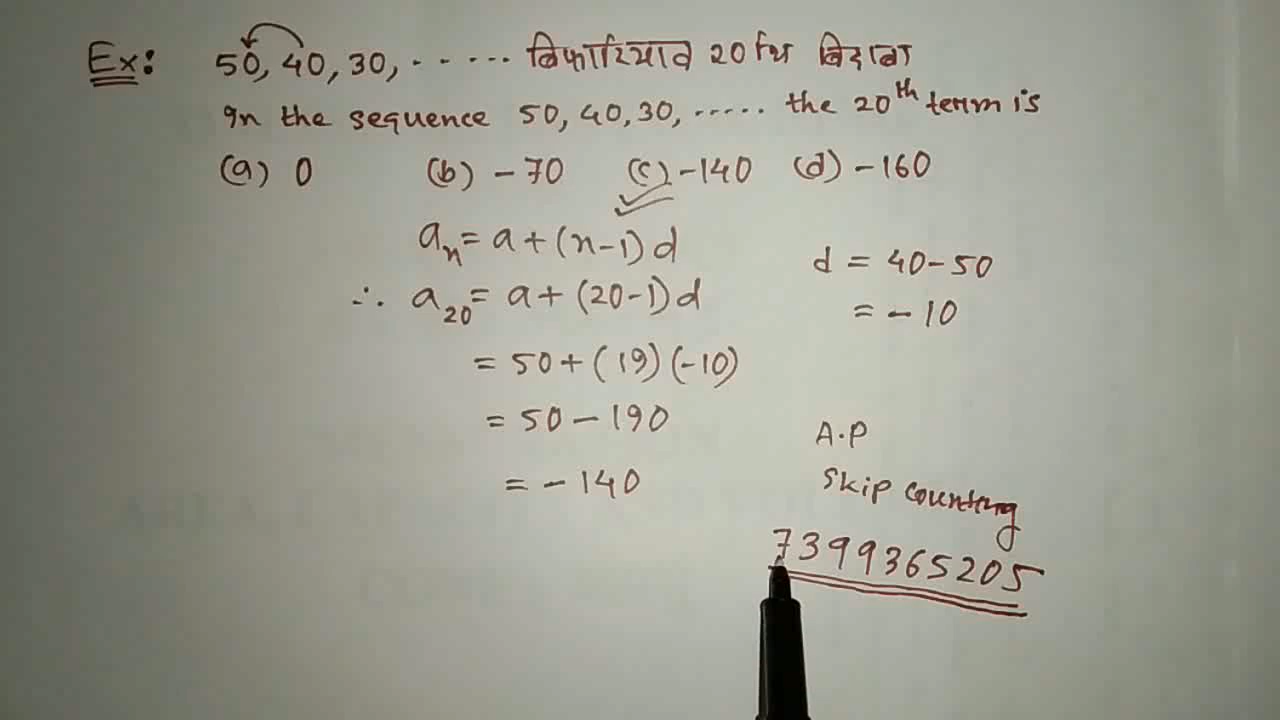 Ex: 50, 40, 30, ...... 20 
In the sequence 50, 40, 30, ...... the 20th term is
(a) 0 (b) -70 (c) -140 (d) -160
aₙ = a + (n-1)d
d = 40-50
∴ a₂₀ = a + (20-1)d
= -10
= 50 + (19)(-10)
= 50 - 190
A.P
= -140
Skip counting
7399365205